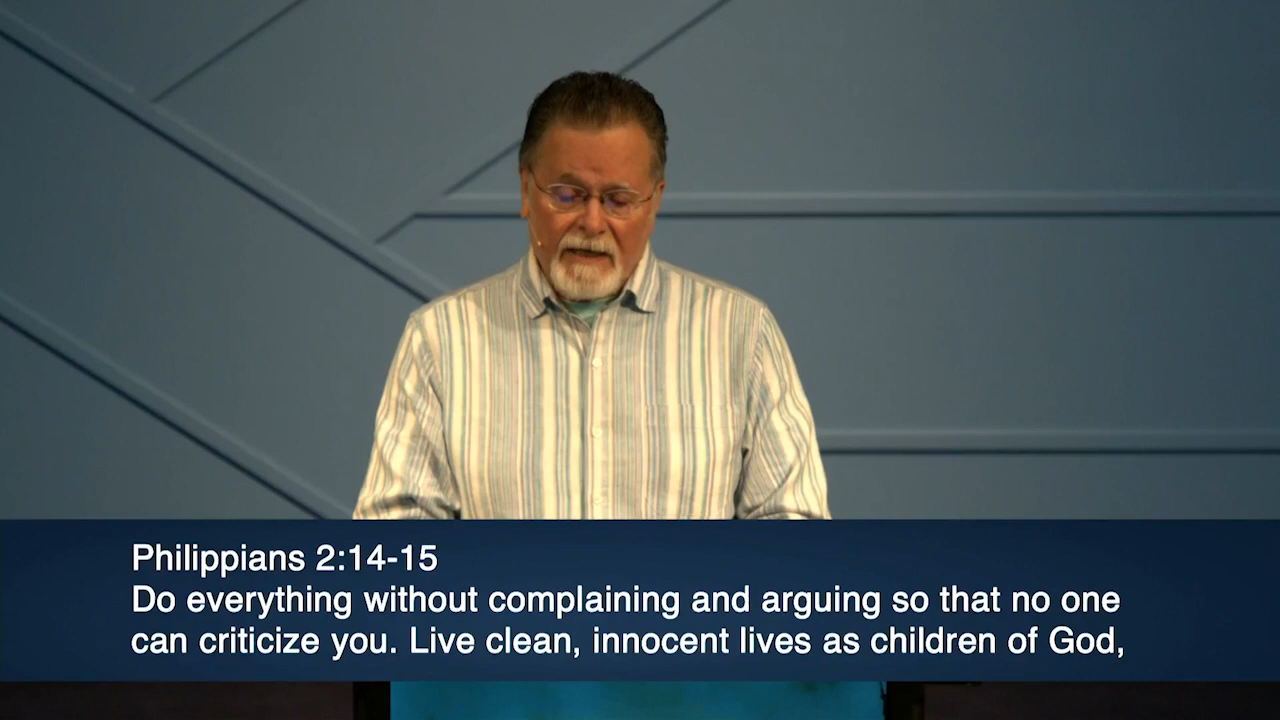 Philippians 2:14-15
Do everything without complaining and arguing so that no one
can criticize you. Live clean, innocent lives as children of God,